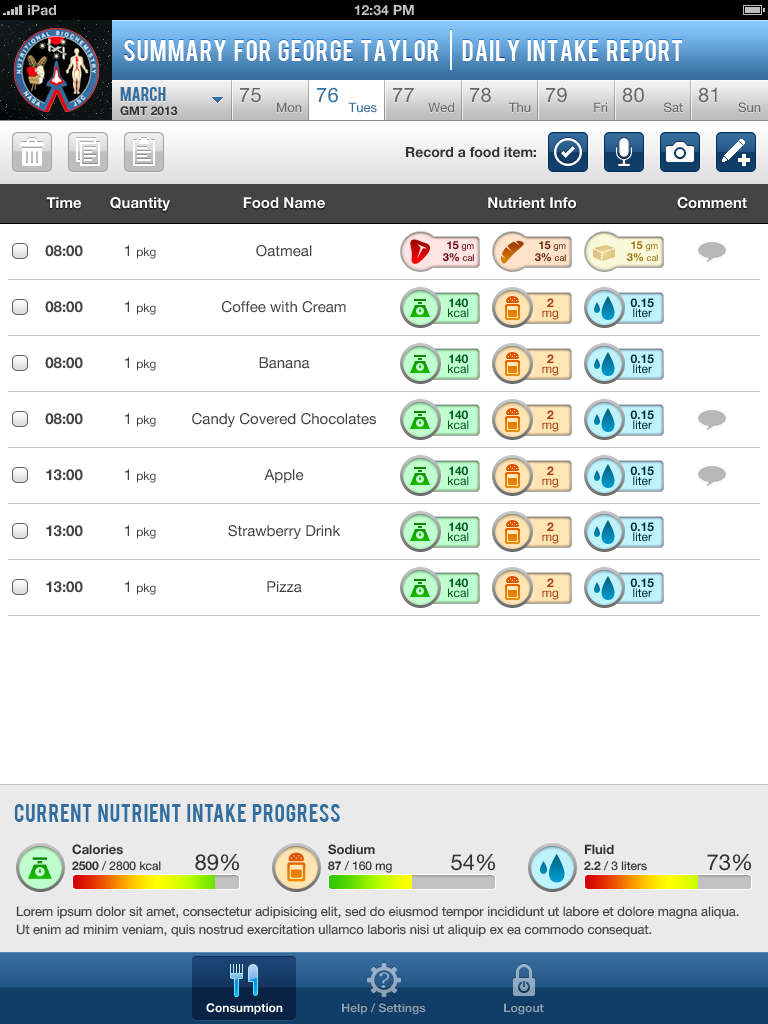 iPad 12:34 PM
NUTRITIONAL BIOCHEMISTRY
NASA JSC
SUMMARY FOR GEORGE TAYLOR | DAILY INTAKE REPORT
MARCH
GMT 2013
75 Mon 76 Tues 77 Wed 78 Thu 79 Fri 80 Sat 81 Sun
Record a food item:
Time Quantity Food Name Nutrient Info Comment
08:00 1 pkg Oatmeal 15 gm 3% cal 15 gm 3% cal 15 gm 3% cal
08:00 1 pkg Coffee with Cream 140 kcal 2 mg 0.15 liter
08:00 1 pkg Banana 140 kcal 2 mg 0.15 liter
08:00 1 pkg Candy Covered Chocolates 140 kcal 2 mg 0.15 liter
13:00 1 pkg Apple 140 kcal 2 mg 0.15 liter
13:00 1 pkg Strawberry Drink 140 kcal 2 mg 0.15 liter
13:00 1 pkg Pizza 140 kcal 2 mg 0.15 liter
CURRENT NUTRIENT INTAKE PROGRESS
Calories
2500 / 2800 kcal 89%
Sodium
87 / 160 mg 54%
Fluid
2.2 / 3 liters 73%
Lorem ipsum dolor sit amet, consectetur adipisicing elit, sed do eiusmod tempor incididunt ut labore et dolore magna aliqua.
Ut enim ad minim veniam, quis nostrud exercitation ullamco laboris nisi ut aliquip ex ea commodo consequat.
Consumption Help / Settings Logout